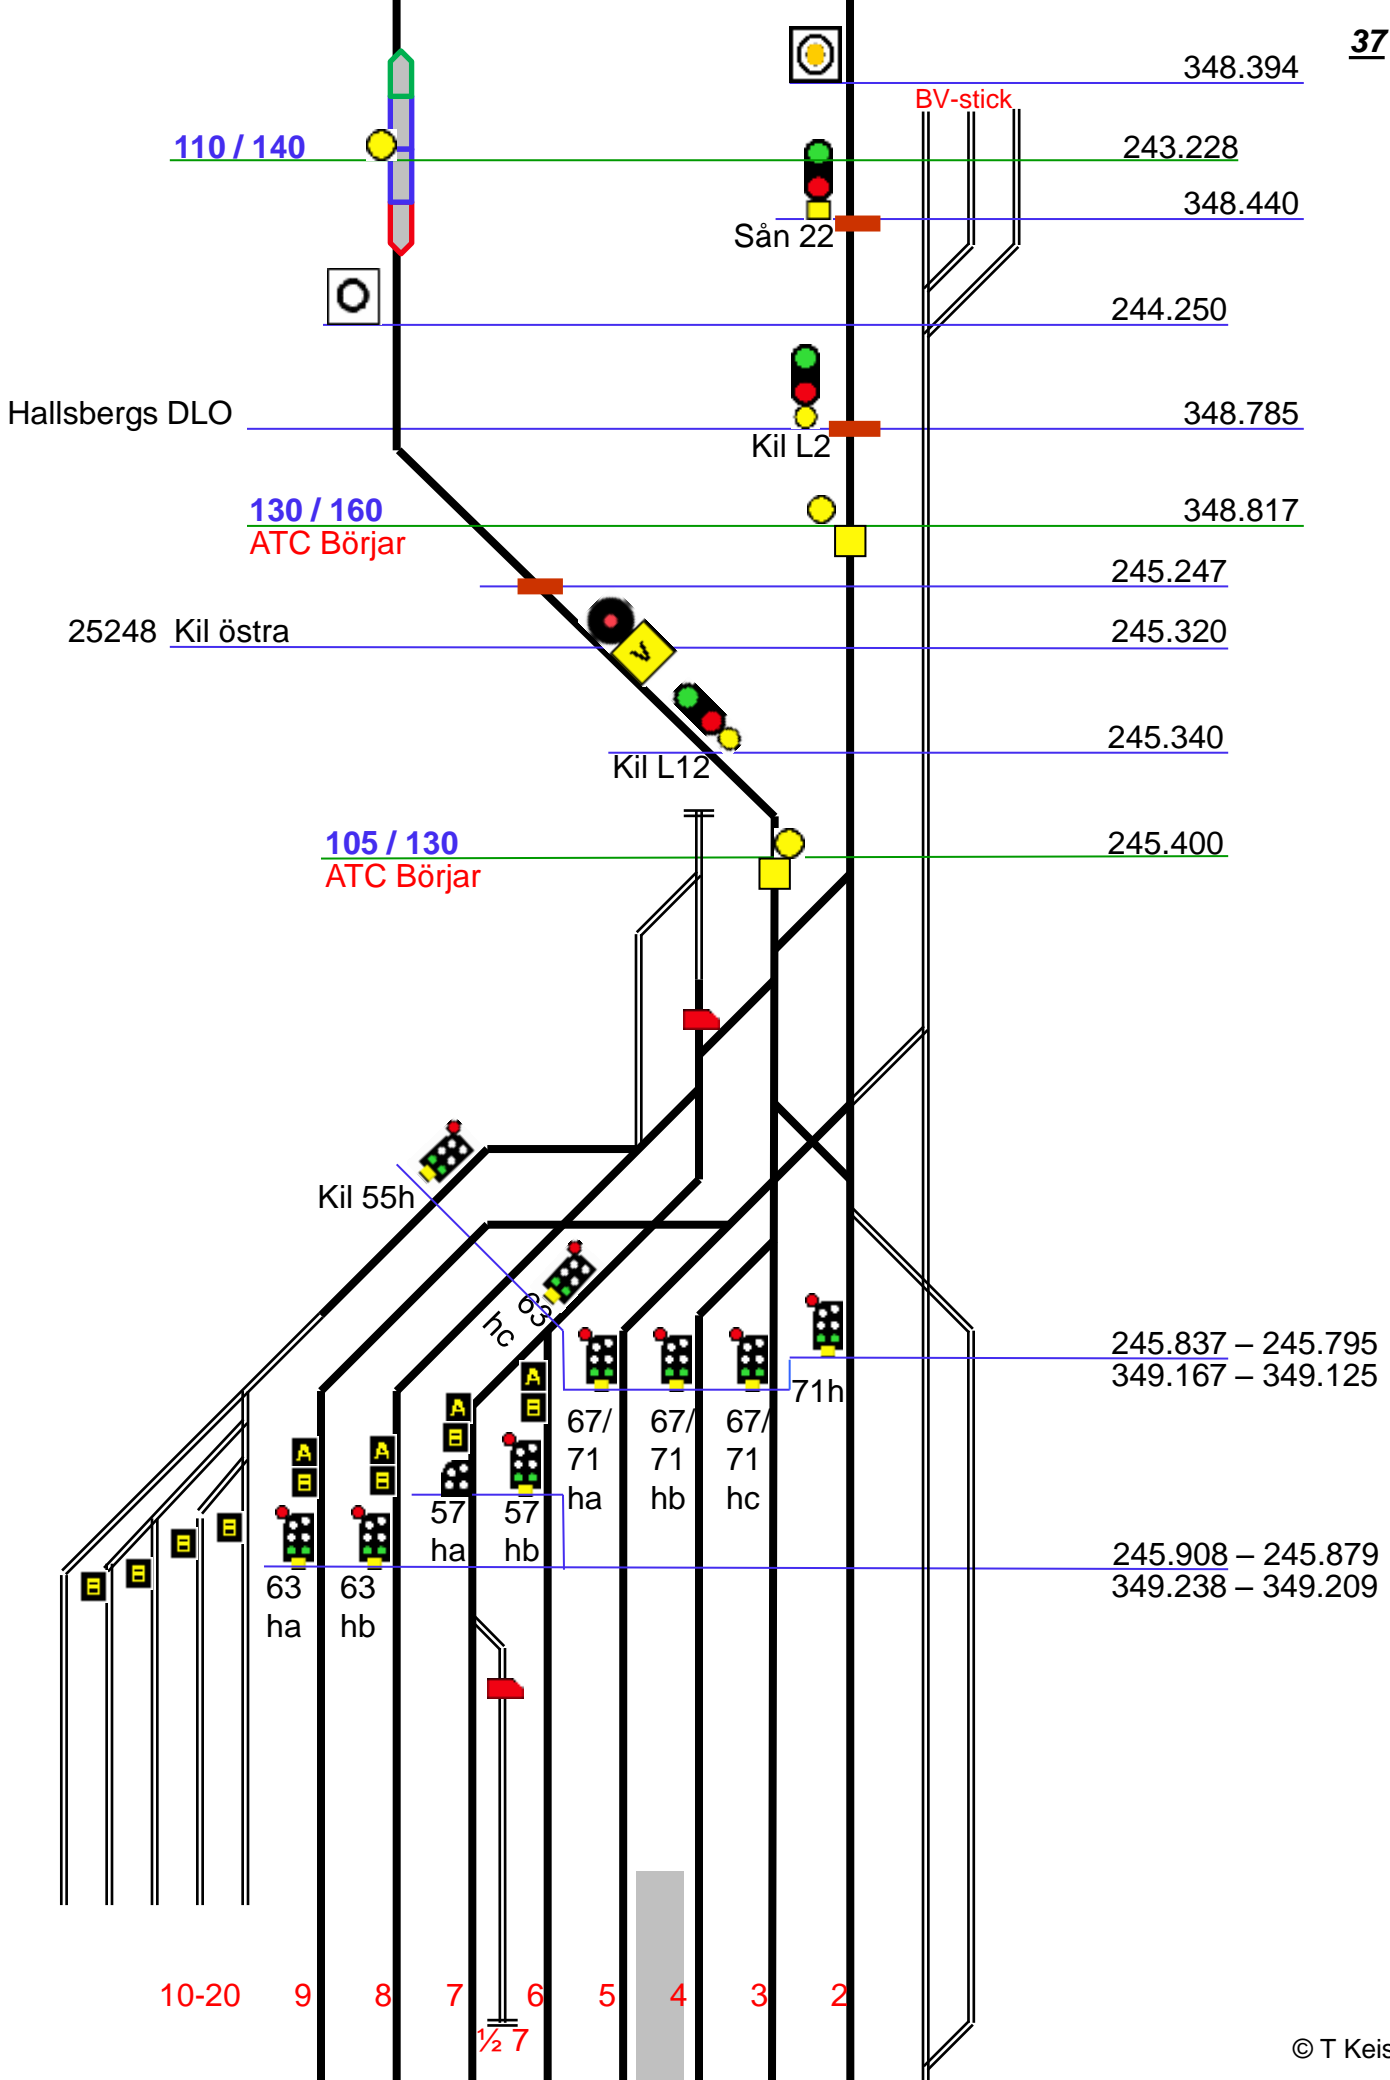 37
348.394
BV-stick
110 / 140
243.228
348.440
Sån 22
244.250
Hallsbergs DLO
348.785
Kil L2
130 / 160
348.817
ATC Börjar
245.247
25248 Kil östra
245.320
V
245.340
Kil L12
105 / 130
245.400
ATC Börjar
Kil 55h
63
hc
245.837 – 245.795
349.167 – 349.125
71h
A
B
A
B
A
B
A
B
67/
71
ha
67/
71
hb
67/
71
hc
57
ha
57
hb
B
B
B
B
245.908 – 245.879
349.238 – 349.209
63
ha
63
hb
10-20 9 8 7 6 5 4 3 2
½ 7
© T Keis